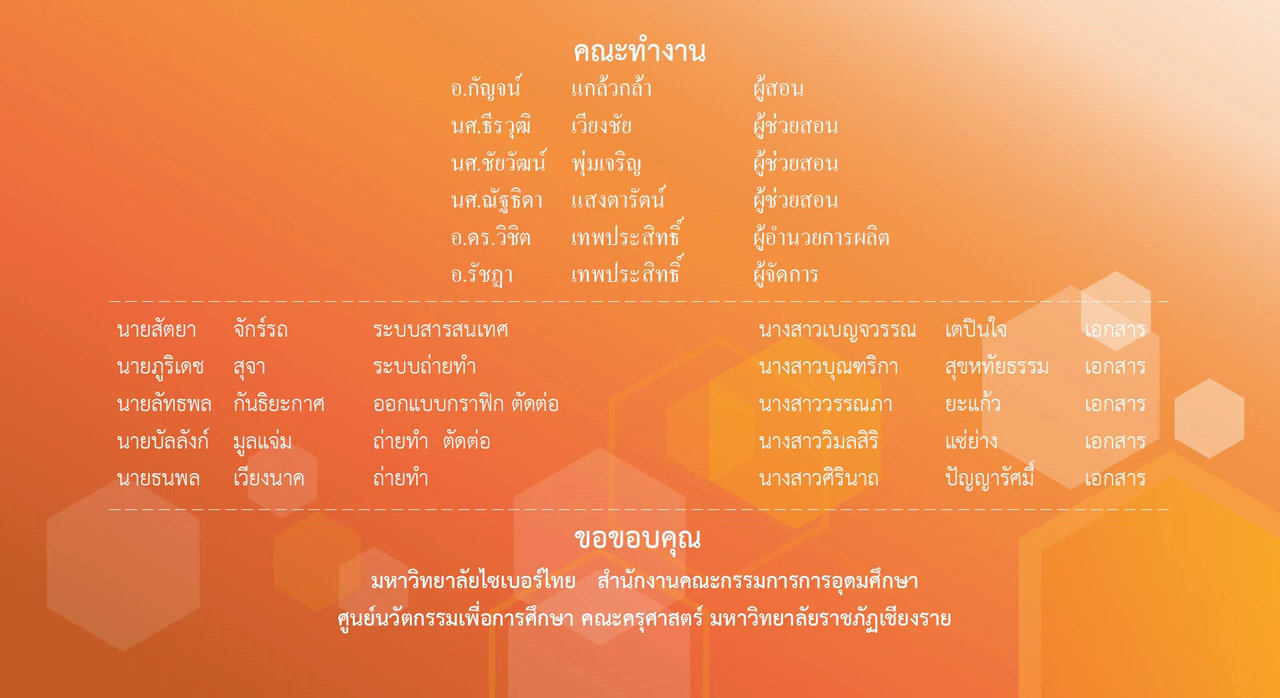 คณะทำงาน
อ.กัญจน์ แกล้วกล้า ผู้สอน
นศ.ธีรวุฒิ เวียงชัย ผู้ช่วยสอน
นศ.ชัยวัฒน์ พุ่มเจริญ ผู้ช่วยสอน
นศ.ณัฐธิดา แสงตารัตน์ ผู้ช่วยสอน
อ.ดร.วิชิต เทพประสิทธิ์ ผู้อำนวยการผลิต
อ.รัชฎา เทพประสิทธิ์ ผู้จัดการ
นายสัตยา จักร์รถ ระบบสารสนเทศ นางสาวเบญจวรรณ เตปินใจ เอกสาร
นายภูริเดช สุจา ระบบถ่ายทำ นางสาวบุณฑริกา สุขหทัยธรรม เอกสาร
นายลัทธพล กันธิยะกาศ ออกแบบกราฟิก ตัดต่อ นางสาววรรณภา ยะแก้ว เอกสาร
นายบัลลังก์ มูลแจ่ม ถ่ายทำ ตัดต่อ นางสาววิมลสิริ แซ่ย่าง เอกสาร
นายธนพล เวียงนาค ถ่ายทำ นางสาวศิรินาถ ปัญญารัศมิ์ เอกสาร
ขอขอบคุณ
มหาวิทยาลัยไซเบอร์ไทย สำนักงานคณะกรรมการการอุดมศึกษา
ศูนย์นวัตกรรมเพื่อการศึกษา คณะครุศาสตร์ มหาวิทยาลัยราชภัฏเชียงราย